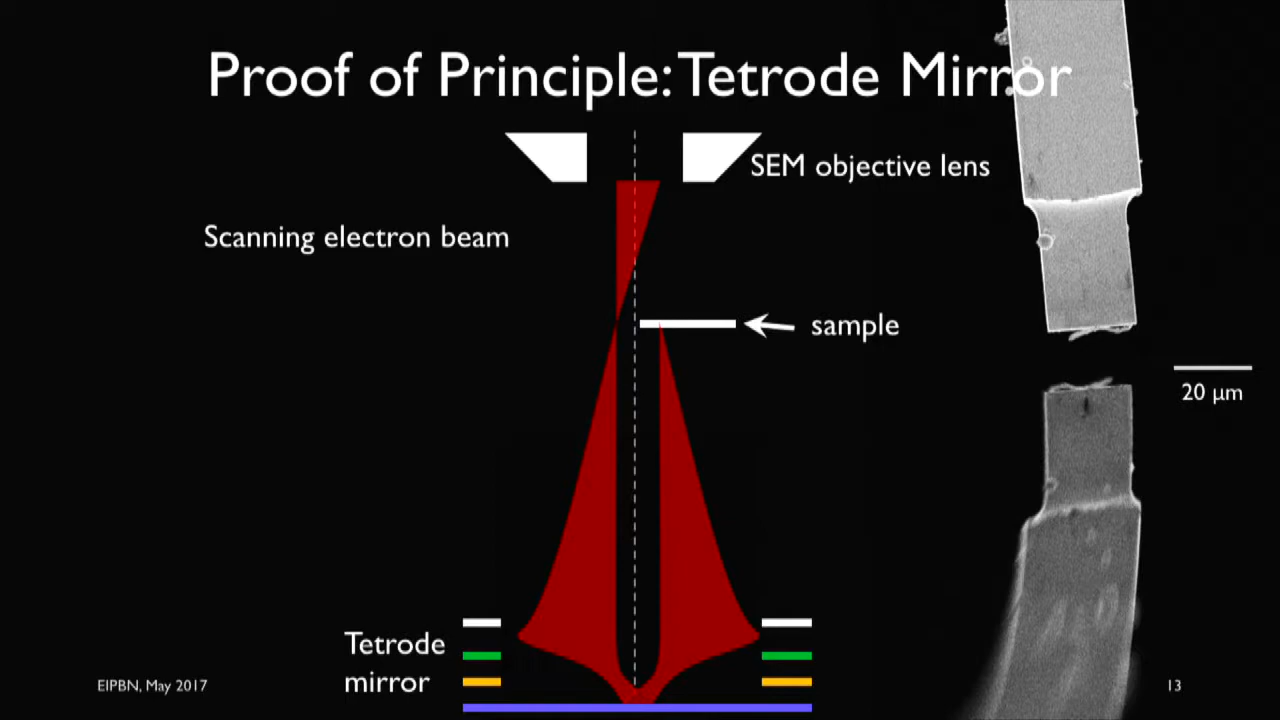 Proof of Principle: Tetrode Mirror
SEM objective lens
Scanning electron beam
sample
20 µm
Tetrode
mirror
EIPBN, May 2017
13